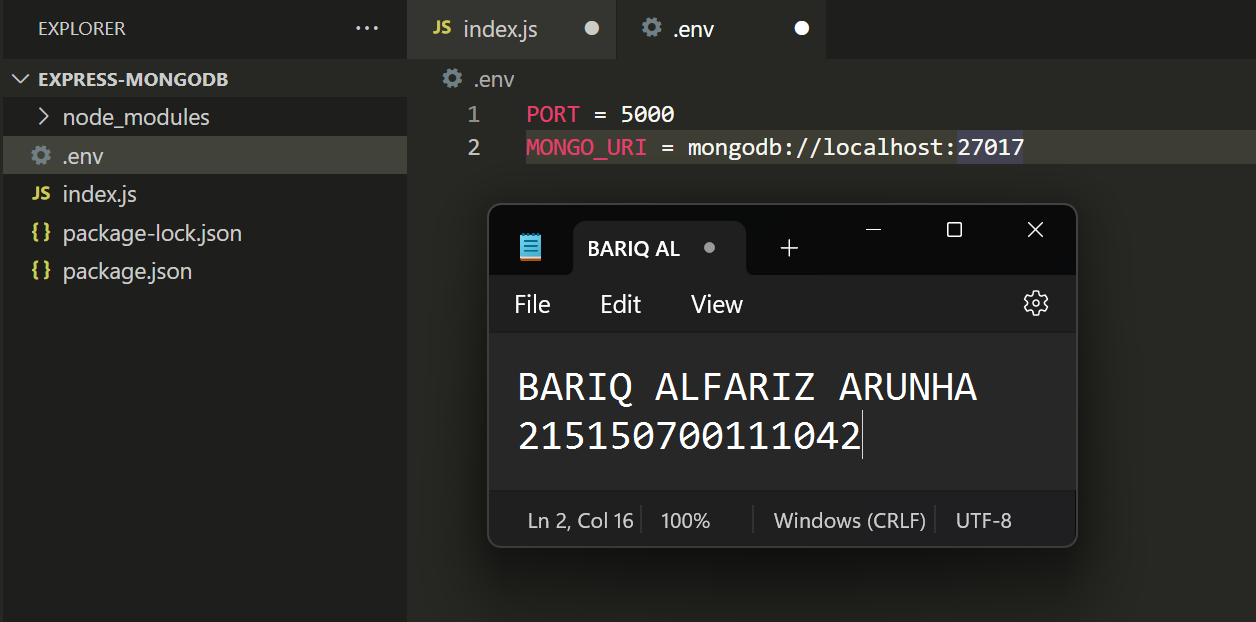 EXPLORER ...
JS index.js
.env
EXPRESS-MONGODB
node_modules
.env
JS index.js
{} package-lock.json
{} package.json
.env
1 PORT = 5000
2 MONGO_URI = mongodb://localhost:27017
BARIQ AL
File Edit View
BARIQ ALFARIZ ARUNHA
215150700111042
Ln 2, Col 16 100% Windows (CRLF) UTF-8